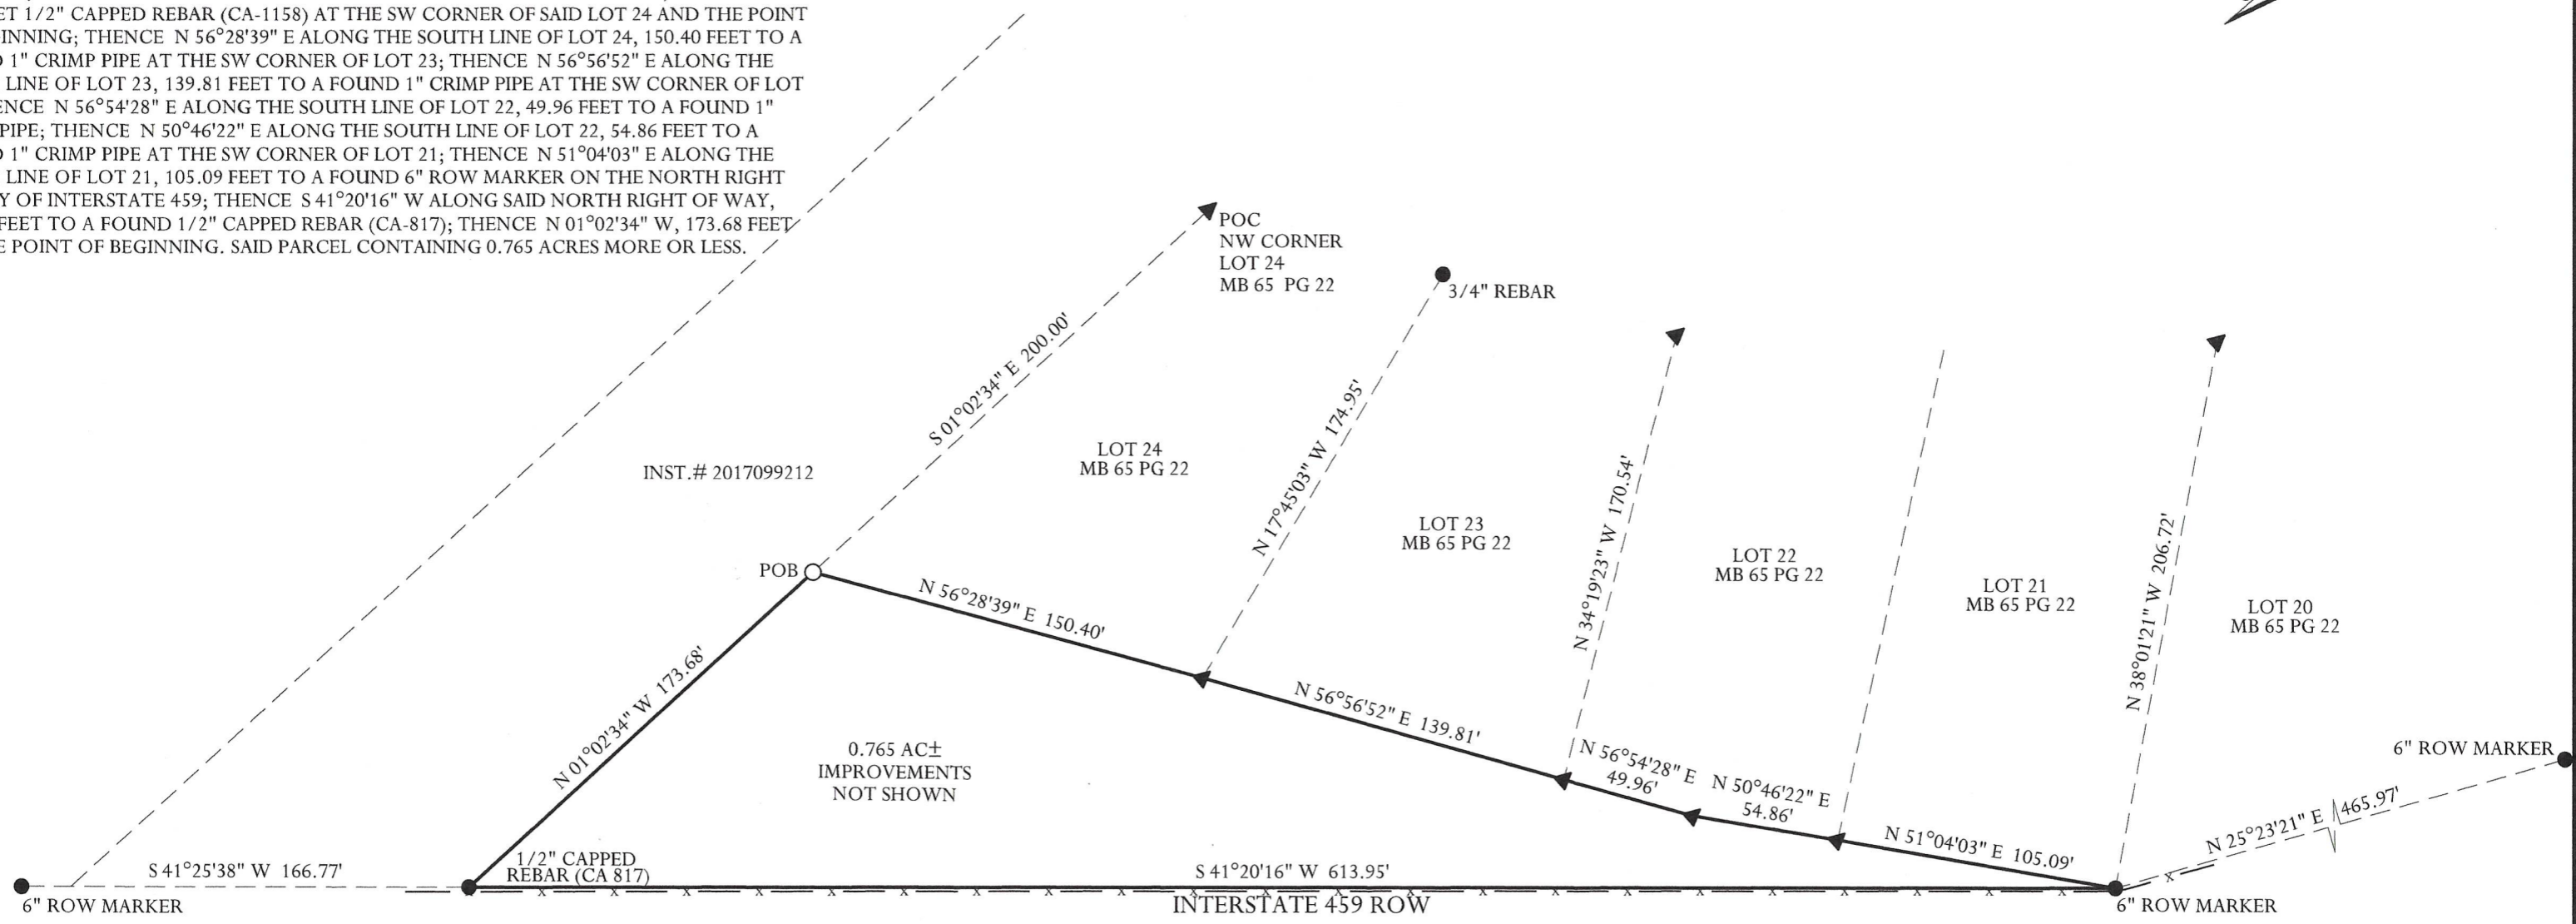 ET 1/2" CAPPED REBAR (CA-1158) AT THE SW CORNER OF SAID LOT 24 AND THE POINT
INNING; THENCE N 56°28'39" E ALONG THE SOUTH LINE OF LOT 24, 150.40 FEET TO A
1" CRIMP PIPE AT THE SW CORNER OF LOT 23; THENCE N 56°56'52" E ALONG THE
LINE OF LOT 23, 139.81 FEET TO A FOUND 1" CRIMP PIPE AT THE SW CORNER OF LOT
ENCE N 56°54'28" E ALONG THE SOUTH LINE OF LOT 22, 49.96 FEET TO A FOUND 1"
PIPE; THENCE N 50°46'22" E ALONG THE SOUTH LINE OF LOT 22, 54.86 FEET TO A
1" CRIMP PIPE AT THE SW CORNER OF LOT 21; THENCE N 51°04'03" E ALONG THE
LINE OF LOT 21, 105.09 FEET TO A FOUND 6" ROW MARKER ON THE NORTH RIGHT
Y OF INTERSTATE 459; THENCE S 41°20'16" W ALONG SAID NORTH RIGHT OF WAY,
FEET TO A FOUND 1/2" CAPPED REBAR (CA-817); THENCE N 01°02'34" W, 173.68 FEET
E POINT OF BEGINNING. SAID PARCEL CONTAINING 0.765 ACRES MORE OR LESS.
POC
NW CORNER
LOT 24
MB 65 PG 22
3/4" REBAR
S 01°02'34" E 200.00'
LOT 24
MB 65 PG 22
N 17°45'03" W 174.95'
INST.# 2017099212
LOT 23
MB 65 PG 22
N 34°19'23" W 170.54'
LOT 22
MB 65 PG 22
LOT 21
MB 65 PG 22
N 38°01'21" W 206.72'
LOT 20
MB 65 PG 22
POB
N 56°28'39" E 150.40'
N 01°02'34" W 173.68'
N 56°56'52" E 139.81'
0.765 AC±
IMPROVEMENTS
NOT SHOWN
N 56°54'28" E
49.96'
N 50°46'22" E
54.86'
6" ROW MARKER
N 25°23'21" E 465.97'
N 51°04'03" E 105.09'
S 41°25'38" W 166.77'
1/2" CAPPED
REBAR (CA 817)
S 41°20'16" W 613.95'
6" ROW MARKER
INTERSTATE 459 ROW
6" ROW MARKER